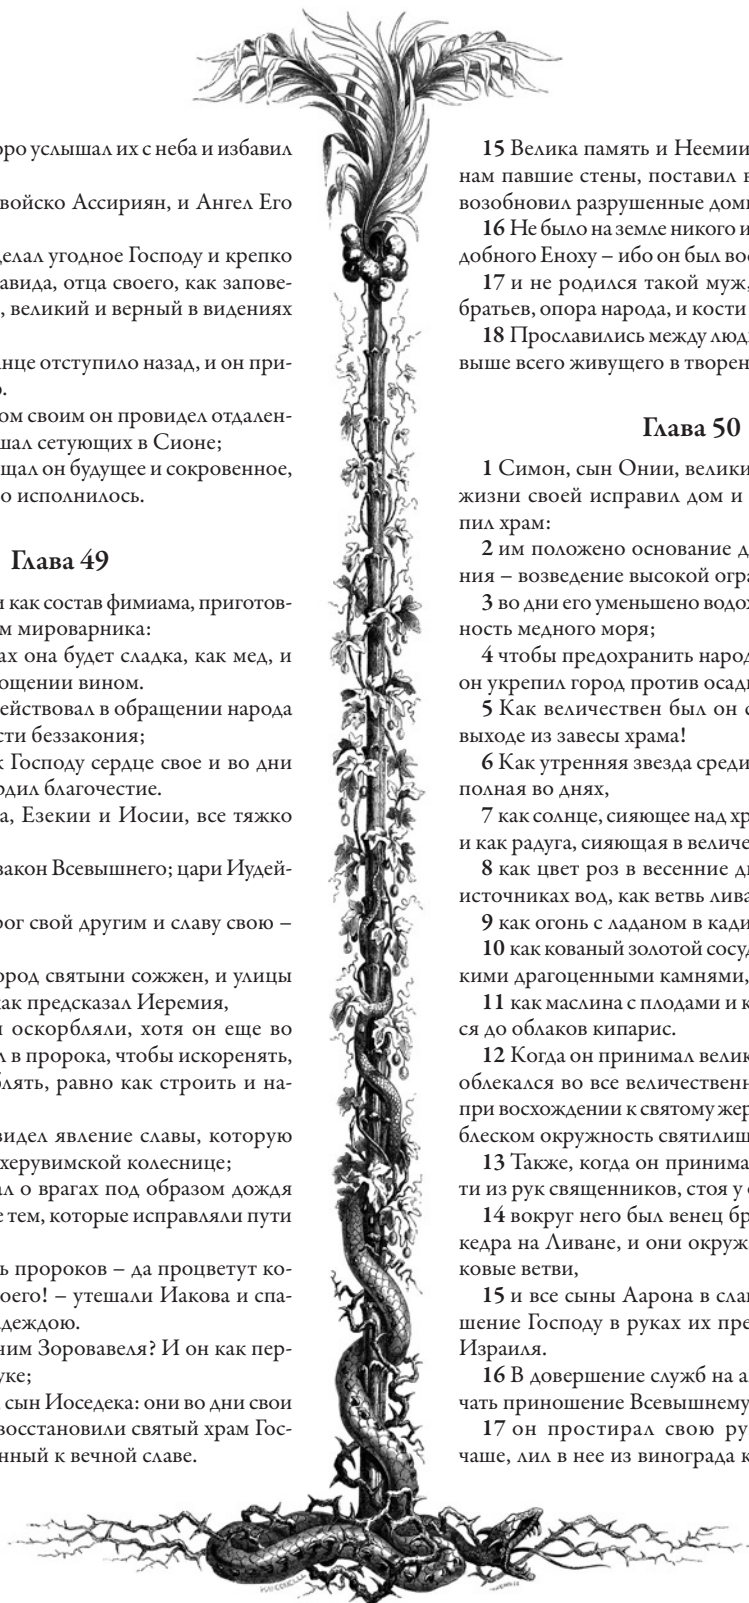 ро услышал их с неба и избавил
войско Ассириян, и Ангел Его
делал угодное Господу и крепко
авида, отца своего, как запове-
, великий и верный в видениях
нце отступило назад, и он при-
о.
ом своим он провидел отдален-
шал сетующих в Сионе;
щал он будущее и сокровенное,
о исполнилось.
Глава 49
и как состав фимиама, приготов-
м мироварника:
ах она будет сладка, как мед, и
ощении вином.
ействовал в обращении народа
сти беззакония;
к Господу сердце свое и во дни
рдил благочестие.
а, Езекии и Иосии, все тяжко
закон Всевышнего; цари Иудей-
рог свой другим и славу свою –
ород святыни сожжен, и улицы
как предсказал Иеремия,
и оскорбляли, хотя он еще во
л в пророка, чтобы искоренять,
блять, равно как строить и на-
видел явление славы, которую
херувимской колеснице;
ал о врагах под образом дождя
е тем, которые исправляли пути
ь пророков – да процветут ко-
оего! – утешали Иакова и спа-
деждою.
чим Зоровавеля? И он как пер-
уке;
сын Иоседека: они во дни свои
восстановили святый храм Гос-
нный к вечной славе.
15 Велика память и Неемии
нам павшие стены, поставил в
возобновил разрушенные дом
16 Не было на земле никого и
добного Еноху – ибо он был вос
17 и не родился такой муж,
братьев, опора народа, и кости
18 Прославились между люд
выше всего живущего в творен
Глава 50
1 Симон, сын Онии, велики
жизни своей исправил дом и
пил храм:
2 им положено основание д
ния – возведение высокой огра
3 во дни его уменьшено водох
ность медного моря;
4 чтобы предохранить народ
он укрепил город против осад
5 Как величествен был он с
выходе из завесы храма!
6 Как утренняя звезда среди
полная во днях,
7 как солнце, сияющее над хр
и как радуга, сияющая в величе
8 как цвет роз в весенние д
источниках вод, как ветвь лива
9 как огонь с ладаном в кади
10 как кованый золотой сосуд
кими драгоценными камнями,
11 как маслина с плодами и к
ся до облаков кипарис.
12 Когда он принимал велик
облекался во все величественн
при восхождении к святому жер
блеском окружность святилищ
13 Также, когда он принима
ти из рук священников, стоя у
14 вокруг него был венец бр
кедра на Ливане, и они окруж
ковые ветви,
15 и все сыны Аарона в слав
шение Господу в руках их пре
Израиля.
16 В довершение служб на а
чать приношение Всевышнему
17 он простирал свою ру
чаше, лил в нее из винограда к